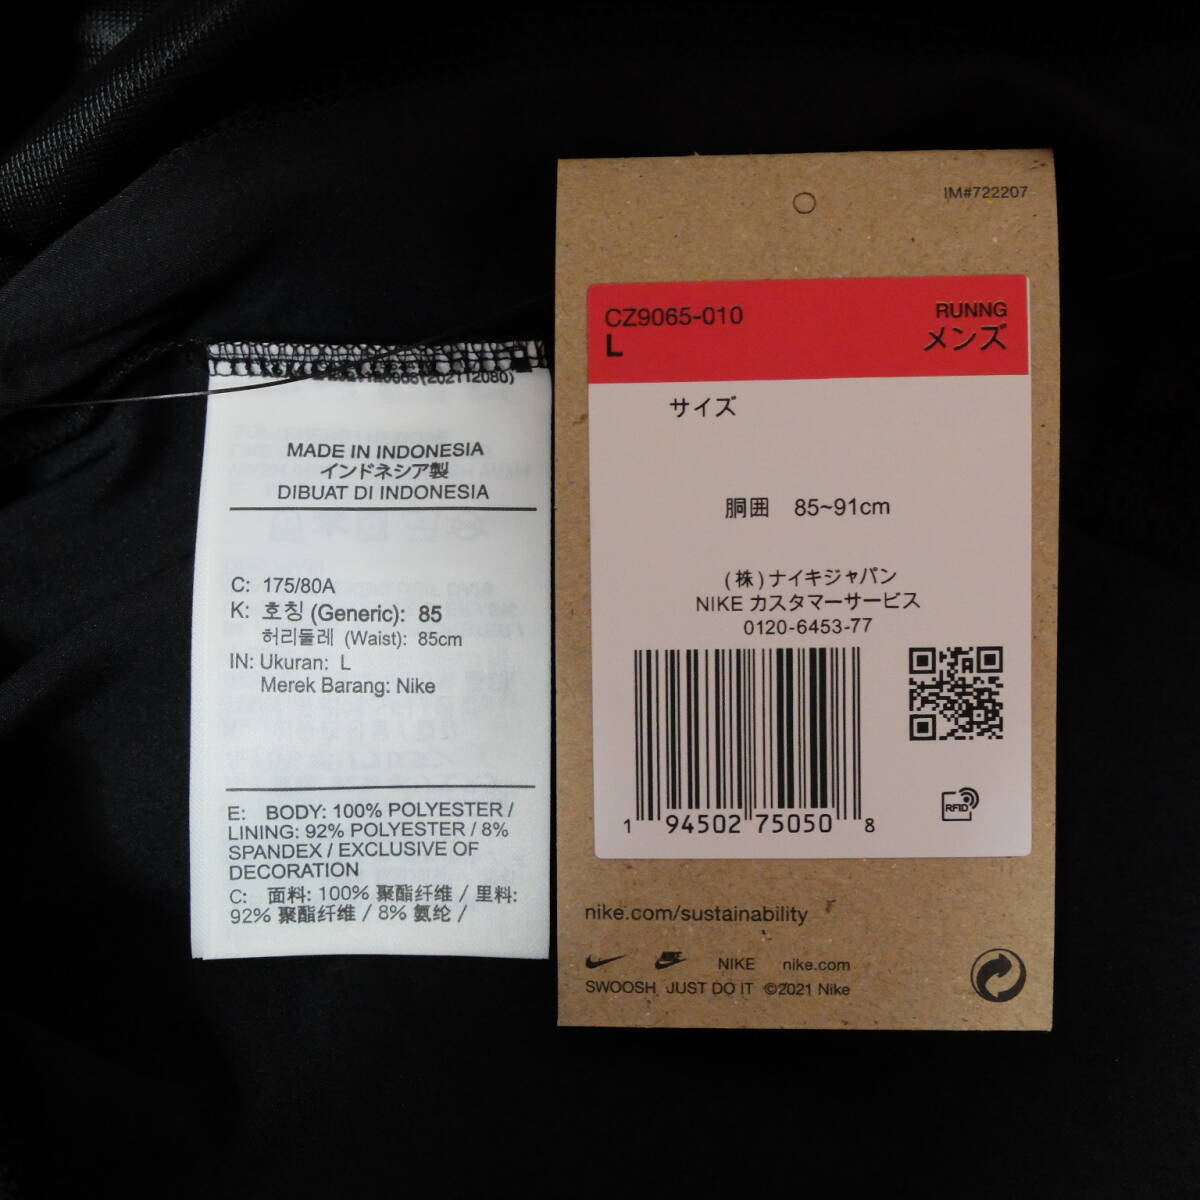 (202112080)
MADE IN INDONESIA
インドネシア製
DIBUAT DI INDONESIA
C: 175/80A
K: 호칭 (Generic): 85
허리둘레 (Waist): 85cm
IN: Ukuran: L
Merek Barang: Nike
E: BODY: 100% POLYESTER /
LINING: 92% POLYESTER / 8%
SPANDEX / EXCLUSIVE OF
DECORATION
C: 面料: 100% 聚酯纤维 / 里料:
92% 聚酯纤维 / 8% 氨纶 /
IM#722207
CZ9065-010 RUNNG
L メンズ
サイズ
胴囲 85~91cm
(株)ナイキジャパン
NIKE カスタマーサービス
0120-6453-77
1 94502 75050 8
RFID
nike.com/sustainability
NIKE nike.com
SWOOSH JUST DO IT ©2021 Nike